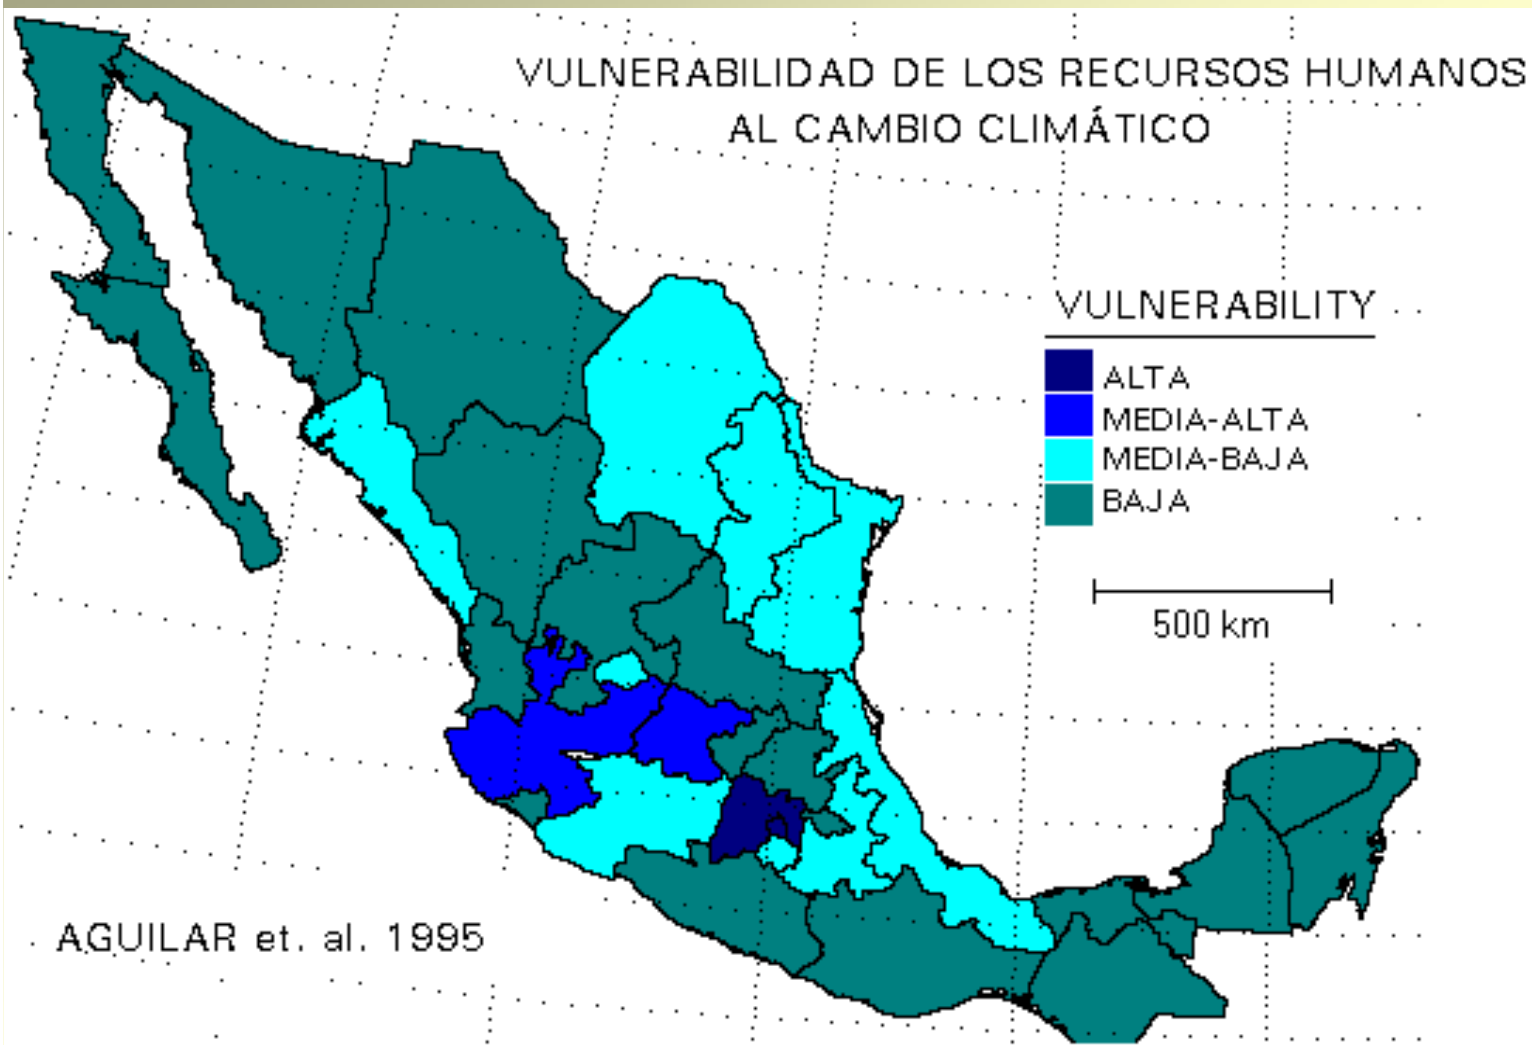 VULNERABILIDAD DE LOS RECURSOS HUMANOS
AL CAMBIO CLIMÁTICO
VULNERABILITY
ALTA
MEDIA-ALTA
MEDIA-BAJA
BAJA
500 km
AGUILAR et. al. 1995